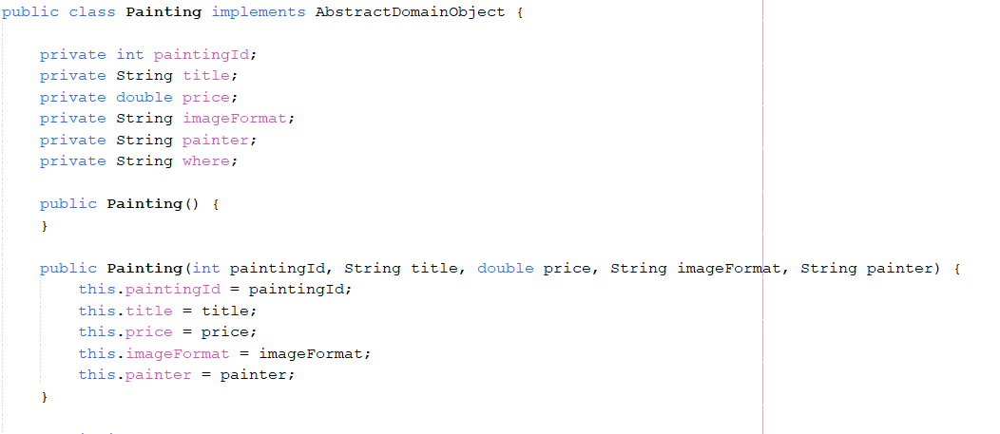 public class Painting implements AbstractDomainObject {
private int paintingId;
private String title;
private double price;
private String imageFormat;
private String painter;
private String where;
public Painting() {
}
public Painting(int paintingId, String title, double price, String imageFormat, String painter) {
this.paintingId = paintingId;
this.title = title;
this.price = price;
this.imageFormat = imageFormat;
this.painter = painter;
}